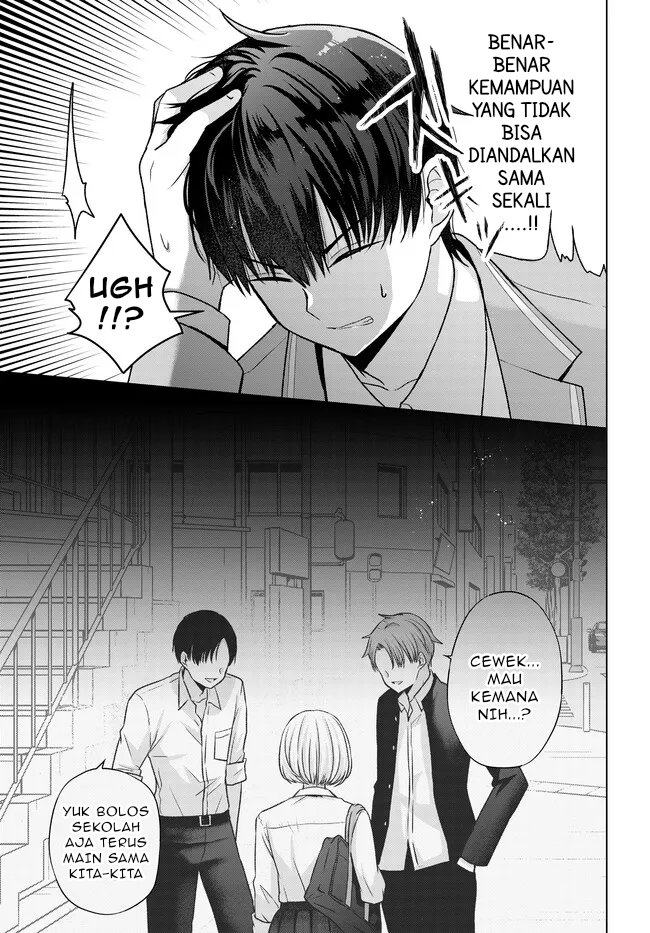 BENAR-
BENAR
KEMAMPUAN
YANG TIDAK
BISA
DIANDALKAN
SAMA
SEKALI
....!!
UGH
!!?
CEWEK...
MAU
KEMANA
NIH...?
YUK BOLOS
SEKOLAH
AJA TERUS
MAIN SAMA
KITA-KITA